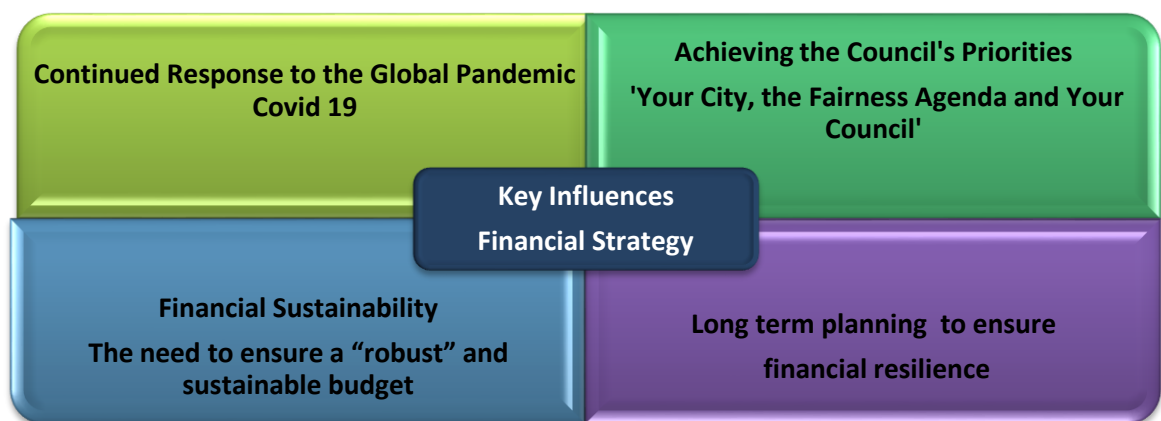 Continued Response to the Global Pandemic
Covid 19
Achieving the Council's Priorities
'Your City, the Fairness Agenda and Your
Council'
Key Influences
Financial Strategy
Financial Sustainability
The need to ensure a “robust” and
sustainable budget
Long term planning to ensure
financial resilience